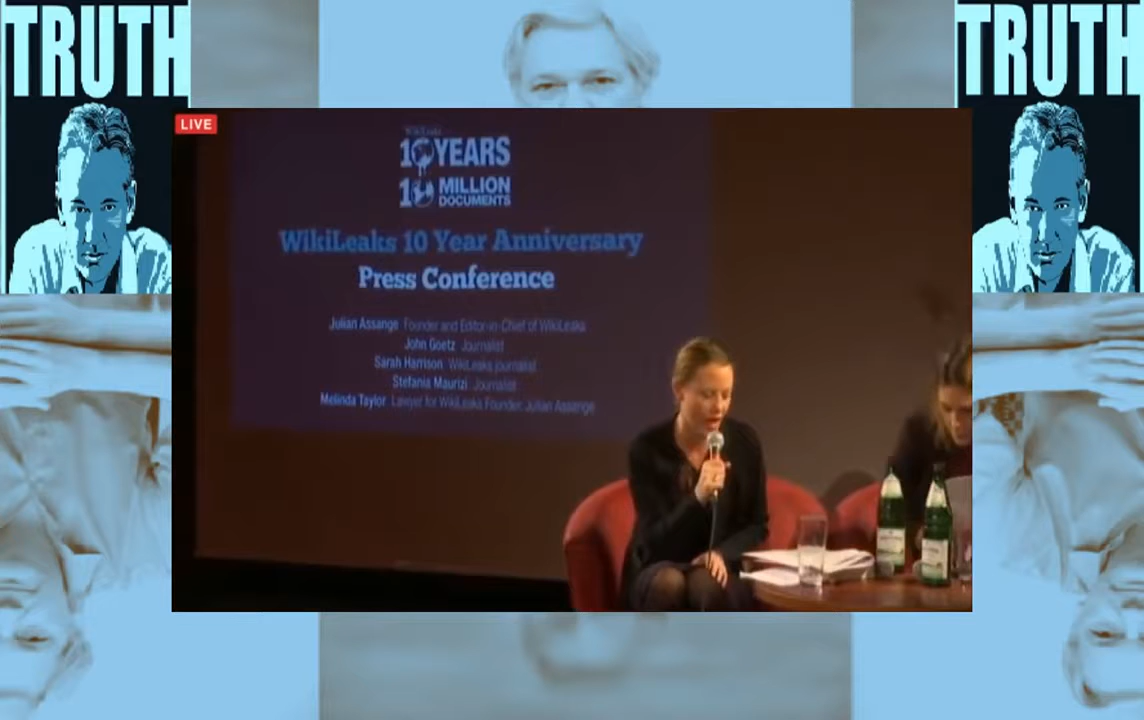 TRUTH
TRUTH
LIVE
WikiLeaks
10 YEARS
10 MILLION
DOCUMENTS
WikiLeaks 10 Year Anniversary
Press Conference
Julian Assange Founder and Editor-in-Chief of WikiLeaks
John Goetz Journalist
Sarah Harrison WikiLeaks journalist
Stefania Maurizi Journalist
Melinda Taylor Lawyer for WikiLeaks Founder Julian Assange